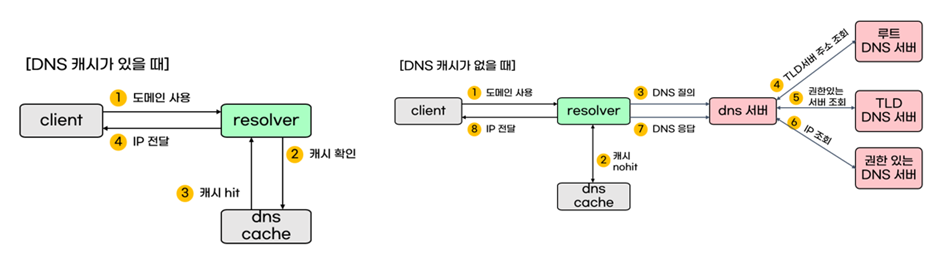 [DNS 캐시가 있을 때]
1 도메인 사용
client
resolver
4 IP 전달
2 캐시 확인
3 캐시 hit
dns
cache
[DNS 캐시가 없을 때]
1 도메인 사용
3 DNS 질의
client
resolver
dns 서버
8 IP 전달
7 DNS 응답
2 캐시
nohit
dns
cache
4 TLD서버 주소 조회
5 권한있는
서버 조회
6 IP 조회
루트
DNS 서버
TLD
DNS 서버
권한 있는
DNS 서버